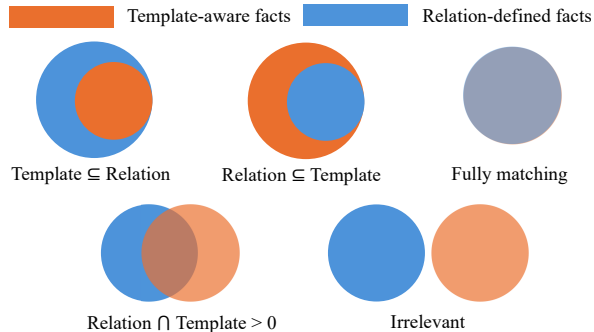 Template-aware facts
Relation-defined facts
Template ⊆ Relation
Relation ⊆ Template
Fully matching
Relation ⋂ Template > 0
Irrelevant